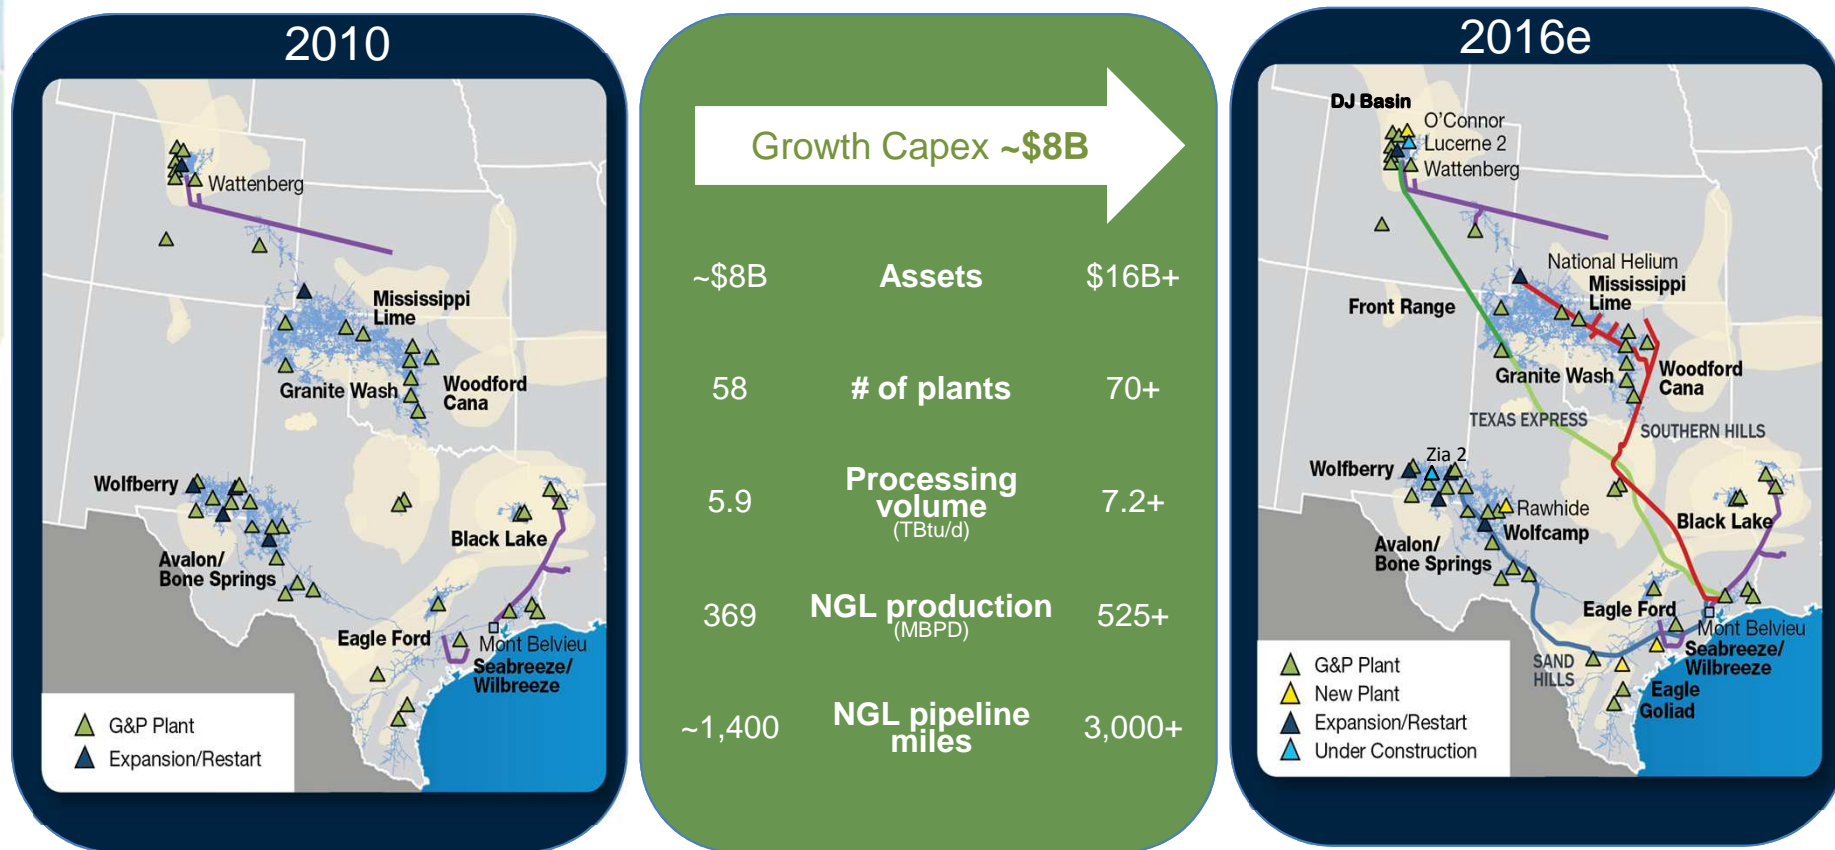 2010
Wattenberg
Mississippi
Lime
Granite Wash
Woodford
Cana
Wolfberry
Black Lake
Avalon/
Bone Springs
Eagle Ford
Mont Belvieu
Seabreeze/
Wilbreeze
G&P Plant
Expansion/Restart
Growth Capex ~$8B
~$8B Assets $16B+
58 # of plants 70+
Processing
5.9 volume 7.2+
(TBtu/d)
369 NGL production 525+
(MBPD)
~1,400 NGL pipeline 3,000+
miles
2016e
DJ Basin
O'Connor
Lucerne 2
Wattenberg
National Helium
Mississippi
Lime
Front Range
Granite Wash
Woodford
Cana
TEXAS EXPRESS
SOUTHERN HILLS
Zia 2
Wolfberry
Rawhide
Wolfcamp
Black Lake
Avalon/
Bone Springs
Eagle Ford
Mont Belvieu
Seabreeze/
Wilbreeze
SAND
HILLS
Eagle
Goliad
G&P Plant
New Plant
Expansion/Restart
Under Construction